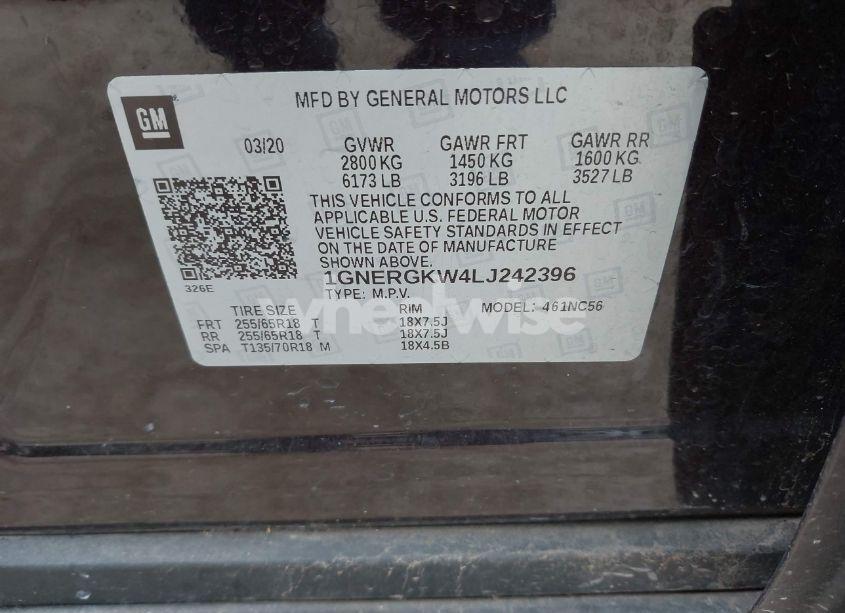 GM
MFD BY GENERAL MOTORS LLC
03/20 GVWR GAWR FRT GAWR RR
2800 KG 1450 KG 1600 KG
6173 LB 3196 LB 3527 LB
THIS VEHICLE CONFORMS TO ALL
APPLICABLE U.S. FEDERAL MOTOR
VEHICLE SAFETY STANDARDS IN EFFECT
ON THE DATE OF MANUFACTURE
SHOWN ABOVE.
326E
1GNERGKW4LJ242396
TYPE: M.P.V.
TIRE SIZE RIM MODEL: 461NC56
FRT 255/65R18 T 18X7.5J
RR 255/65R18 T 18X7.5J
SPA T135/70R18 M 18X4.5B
wheelwise